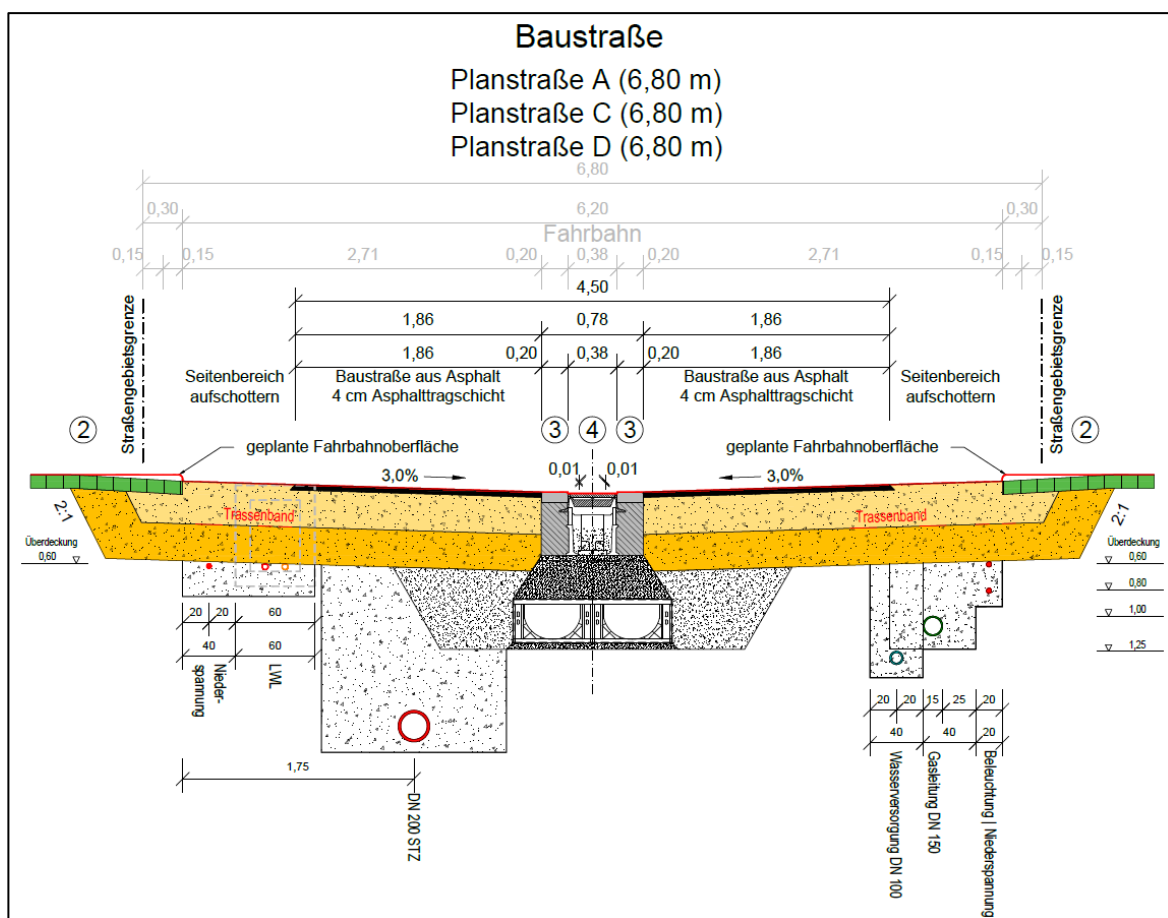 Baustraße
Planstraße A (6,80 m)
Planstraße C (6,80 m)
Planstraße D (6,80 m)
6,80
0,30 6,20 0,30
Fahrbahn
0,15 0,15 2,71 0,20 0,38 0,20 2,71 0,15 0,15
4,50
1,86 0,78 1,86
1,86 0,20 0,38 0,20 1,86
Straßengebietsgrenze
Seitenbereich
aufschottern
Baustraße aus Asphalt
4 cm Asphalttragschicht
Baustraße aus Asphalt
4 cm Asphalttragschicht
Seitenbereich
aufschottern
Straßengebietsgrenze
2 3 4 3 2
geplante Fahrbahnoberfläche geplante Fahrbahnoberfläche
3,0% 0,01 0,01 3,0%
2:1 Trassenband Trassenband 2:1
Überdeckung
0,60
Überdeckung
0,60
0,80
1,00
1,25
20 20 60
40 60
Nieder-
spannung
LWL
1,75
DN 200 STZ
20 20 15 25 20
40 40 20
Wasserversorgung DN 100
Gasleitung DN 150
Beleuchtung | Niederspannung